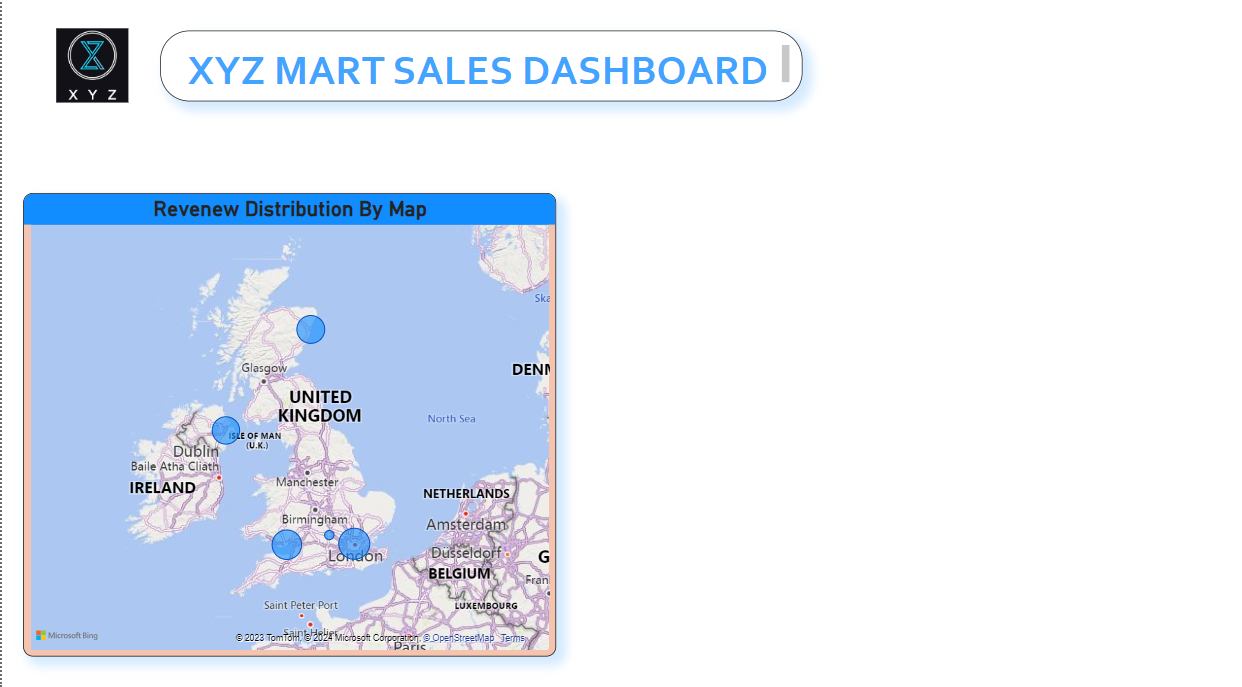 X Y Z
XYZ MART SALES DASHBOARD
Revenew Distribution By Map
Ska
Glasgow
DENM
UNITED
KINGDOM
North Sea
ISLE OF MAN
(U.K.)
Dublin
Baile Atha Cliath
IRELAND
Manchester
NETHERLANDS
Birmingham
Amsterdam
London
Düsseldorf
G
BELGIUM
Fran
Saint Peter Port
LUXEMBOURG
Saint Helier
Microsoft Bing
© 2023 TomTom, © 2024 Microsoft Corporation, © OpenStreetMap Terms
Paris